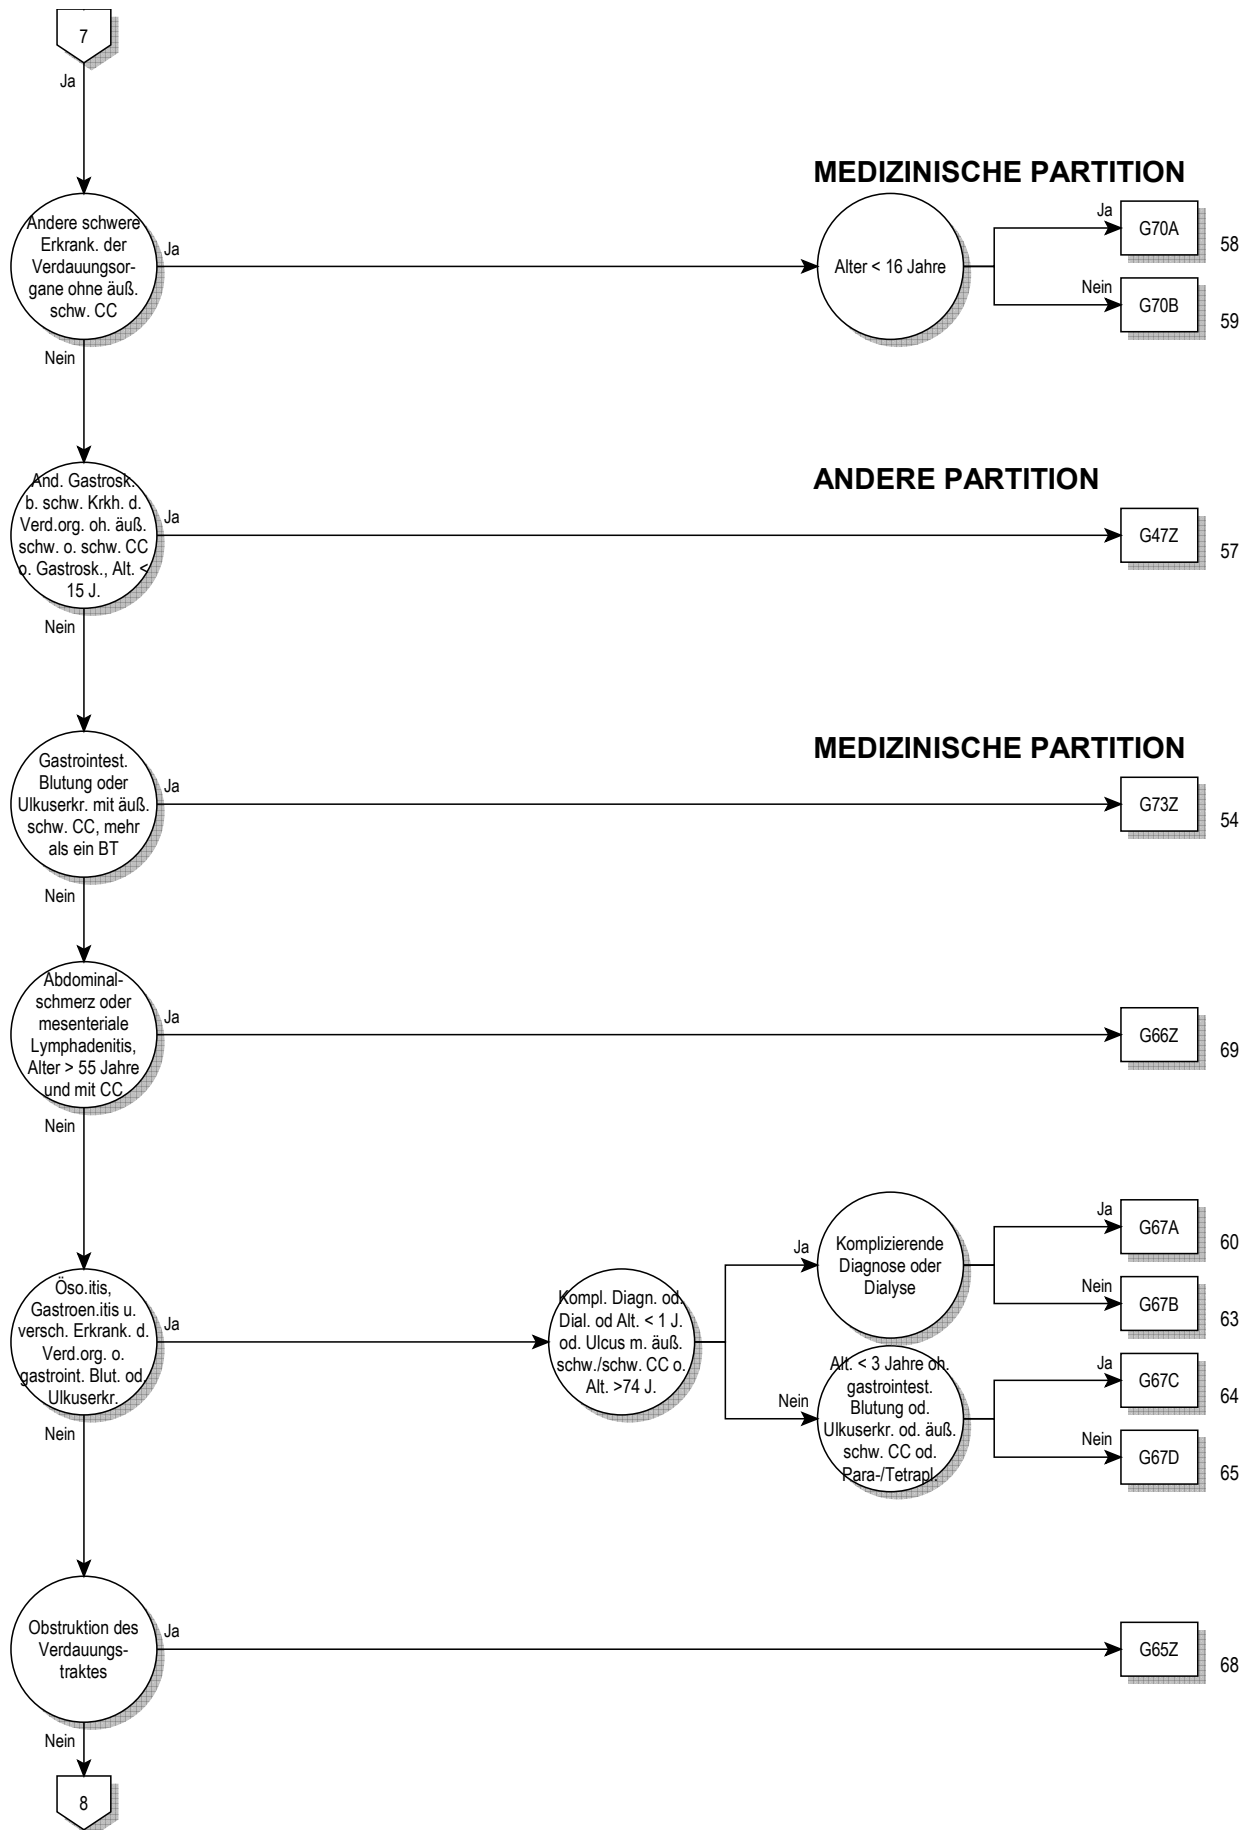 7
Ja
MEDIZINISCHE PARTITION
Andere schwere
Erkrank. der
Verdauungsor-
gane ohne äuß.
schw. CC
Ja
Alter < 16 Jahre
Ja
G70A
58
Nein
G70B
59
Nein
ANDERE PARTITION
And. Gastrosk.
b. schw. Krkh. d.
Verd.org. oh. äuß.
schw. o. schw. CC
o. Gastrosk., Alt. <
15 J.
Ja
G47Z
57
Nein
MEDIZINISCHE PARTITION
Gastrointest.
Blutung oder
Ulkuserkr. mit äuß.
schw. CC, mehr
als ein BT
Ja
G73Z
54
Nein
Abdominal-
schmerz oder
mesenteriale
Lymphadenitis,
Alter > 55 Jahre
und mit CC
Ja
G66Z
69
Nein
Öso.itis,
Gastroen.itis u.
versch. Erkrank. d.
Verd.org. o.
gastroint. Blut. od.
Ulkuserkr.
Ja
Kompl. Diagn. od.
Dial. od Alt. < 1 J.
od. Ulcus m. äuß.
schw./schw. CC o.
Alt. >74 J.
Ja
Komplizierende
Diagnose oder
Dialyse
Ja
G67A
60
Nein
G67B
63
Nein
Alt. < 3 Jahre oh.
gastrointest.
Blutung od.
Ulkuserkr. od. äuß.
schw. CC od.
Para-/Tetrapl.
Ja
G67C
64
Nein
G67D
65
Nein
Obstruktion des
Verdauungs-
traktes
Ja
G65Z
68
Nein
8